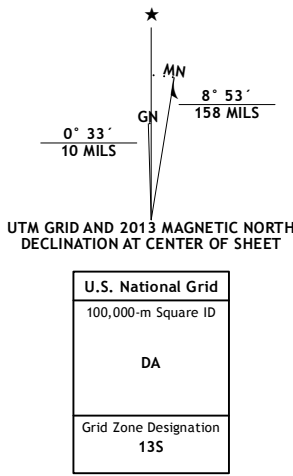 MN
GN
8° 53´
158 MILS
0° 33´
10 MILS
UTM GRID AND 2013 MAGNETIC NORTH
DECLINATION AT CENTER OF SHEET
U.S. National Grid
100,000-m Square ID
DA
Grid Zone Designation
13S